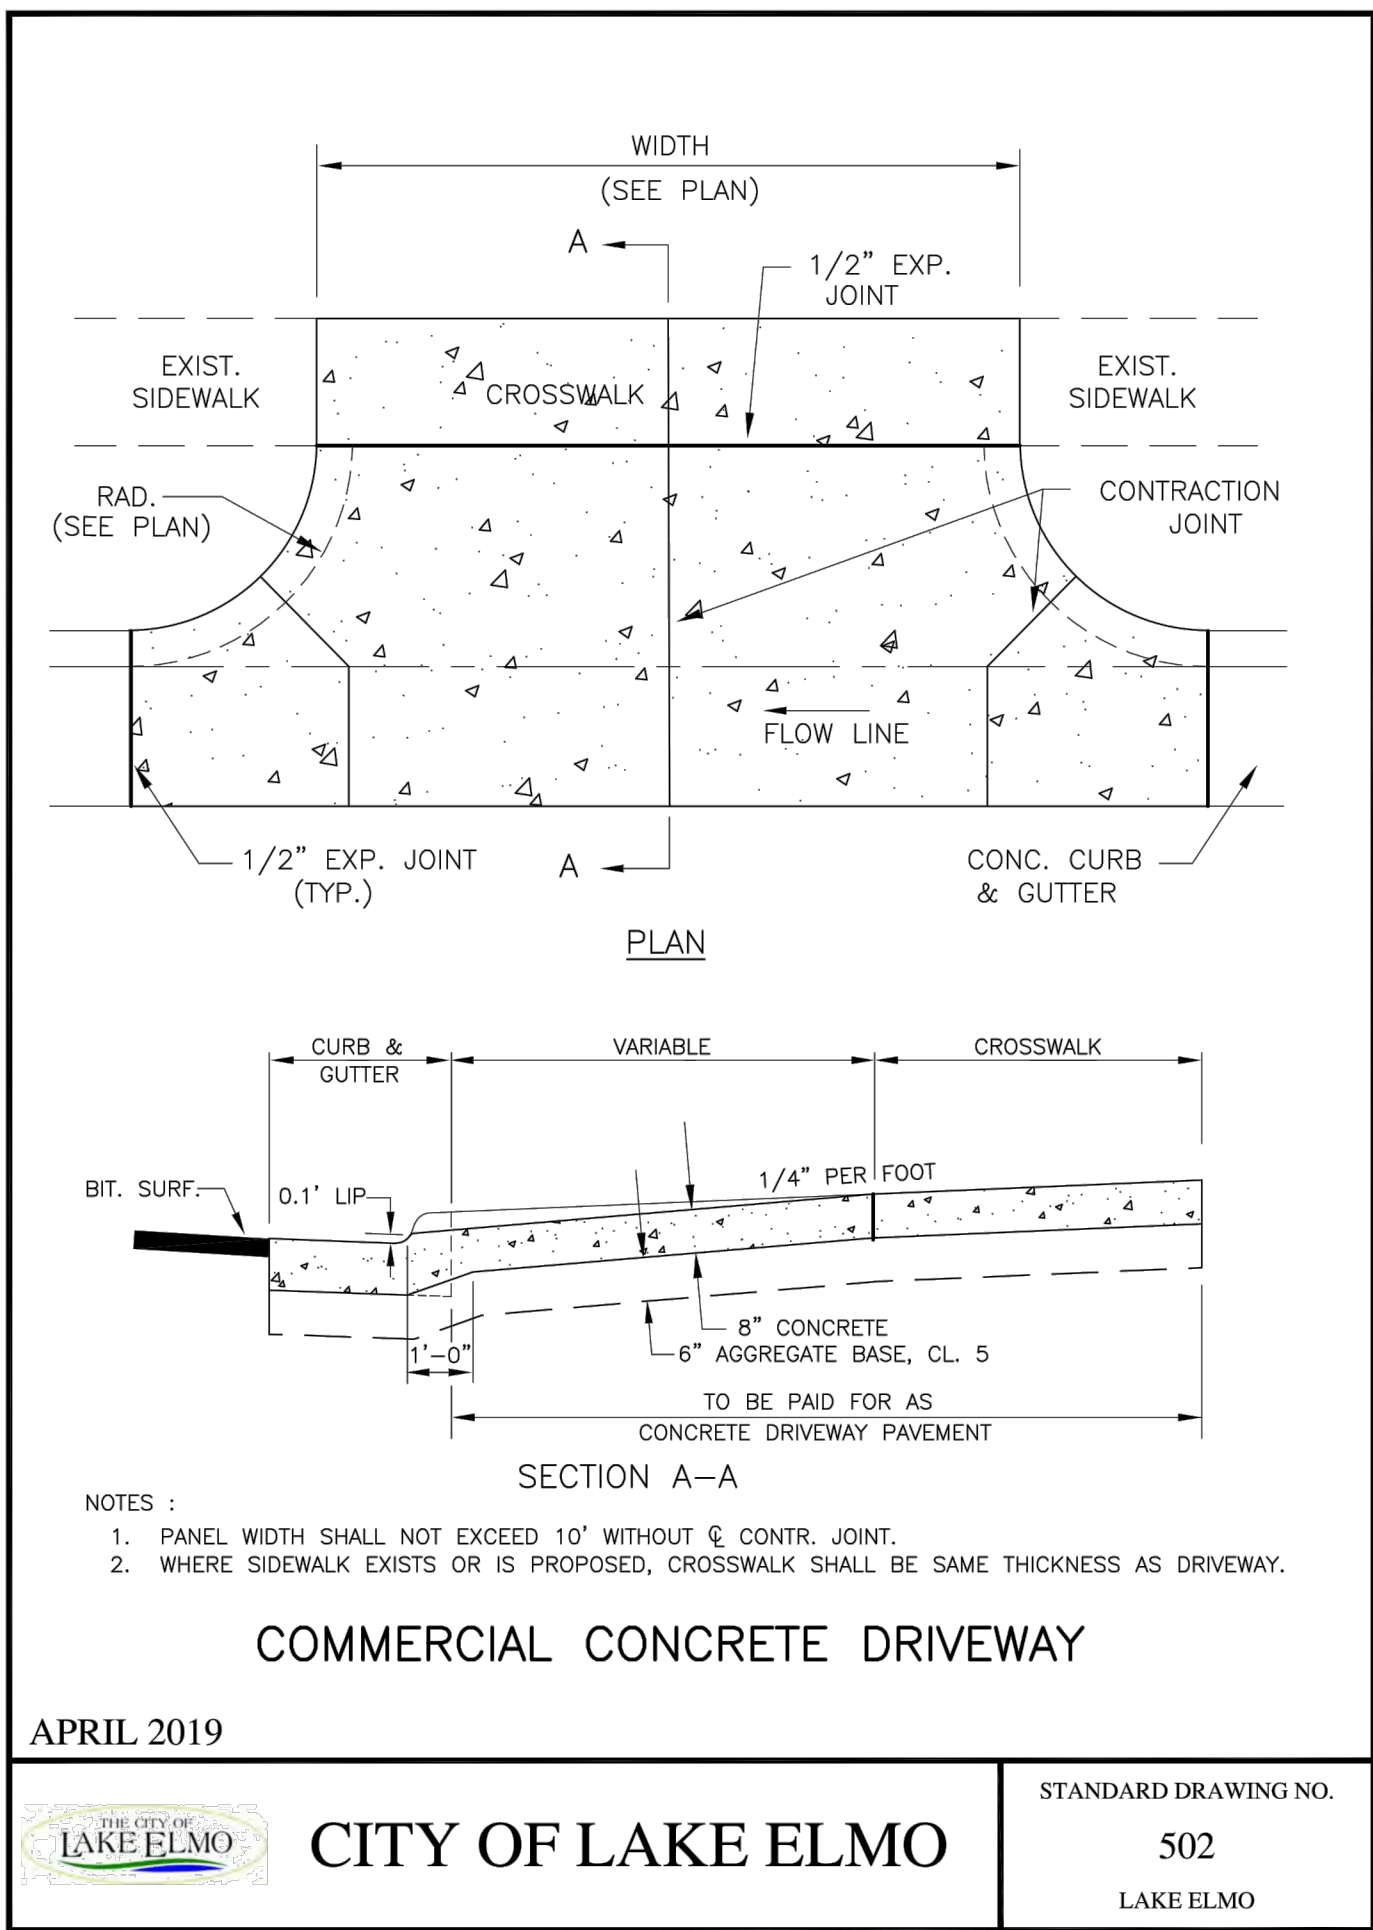 WIDTH
(SEE PLAN)
A
1/2” EXP.
JOINT
EXIST.
SIDEWALK
CROSSWALK
EXIST.
SIDEWALK
RAD.
(SEE PLAN)
CONTRACTION
JOINT
FLOW LINE
1/2” EXP. JOINT
(TYP.)
A
CONC. CURB
& GUTTER
PLAN
CURB &
GUTTER
VARIABLE
CROSSWALK
BIT. SURF.
0.1’ LIP
1/4” PER FOOT
8” CONCRETE
6” AGGREGATE BASE, CL. 5
1’-0”
TO BE PAID FOR AS
CONCRETE DRIVEWAY PAVEMENT
SECTION A-A
NOTES :
1. PANEL WIDTH SHALL NOT EXCEED 10’ WITHOUT ℄ CONTR. JOINT.
2. WHERE SIDEWALK EXISTS OR IS PROPOSED, CROSSWALK SHALL BE SAME THICKNESS AS DRIVEWAY.
COMMERCIAL CONCRETE DRIVEWAY
APRIL 2019
THE CITY OF
LAKE ELMO
CITY OF LAKE ELMO
STANDARD DRAWING NO.
502
LAKE ELMO